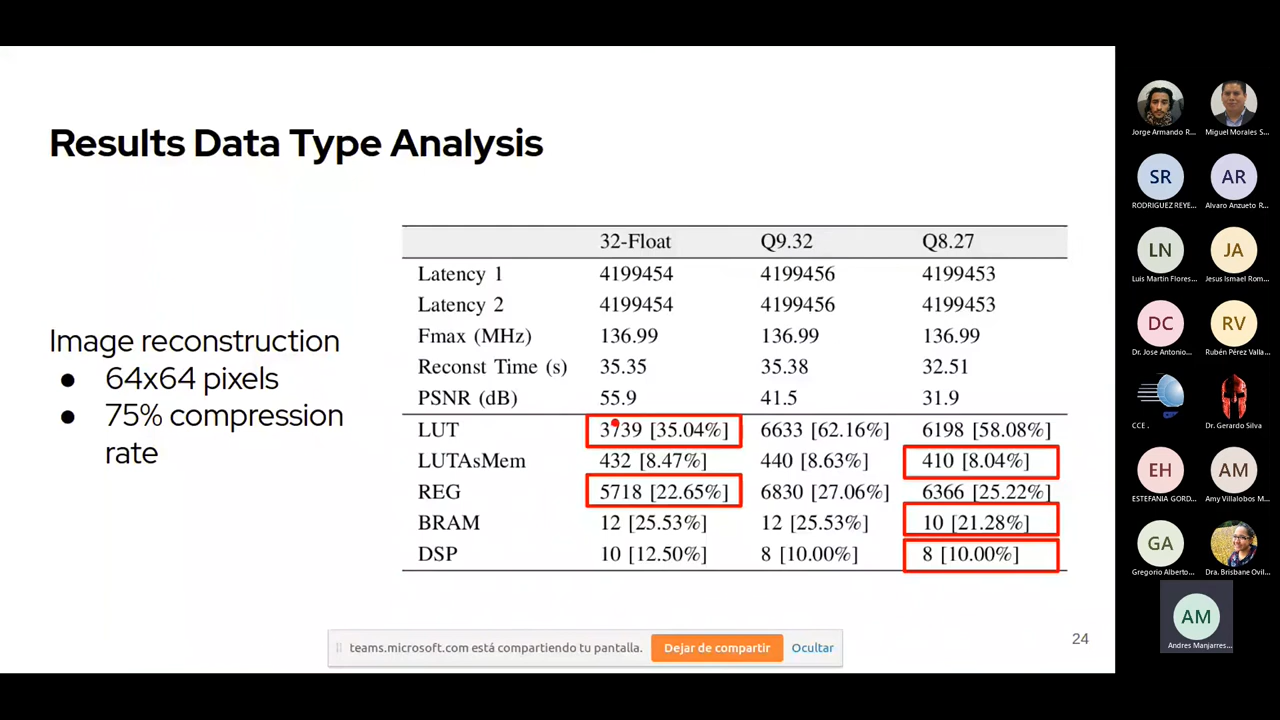 Results Data Type Analysis
Image reconstruction
● 64x64 pixels
● 75% compression
rate
32-Float Q9.32 Q8.27
Latency 1 4199454 4199456 4199453
Latency 2 4199454 4199456 4199453
Fmax (MHz) 136.99 136.99 136.99
Reconst Time (s) 35.35 35.38 32.51
PSNR (dB) 55.9 41.5 31.9
LUT 3739 [35.04%] 6633 [62.16%] 6198 [58.08%]
LUTAsMem 432 [8.47%] 440 [8.63%] 410 [8.04%]
REG 5718 [22.65%] 6830 [27.06%] 6366 [25.22%]
BRAM 12 [25.53%] 12 [25.53%] 10 [21.28%]
DSP 10 [12.50%] 8 [10.00%] 8 [10.00%]
teams.microsoft.com está compartiendo tu pantalla. Dejar de compartir Ocultar
24
Jorge Armando R... Miguel Morales S...
SR AR
RODRIGUEZ REYE... Alvaro Anzueto R...
LN JA
Luis Martin Flores... Jesus Ismael Rom...
DC RV
Dr. Jose Antonio... Rubén Pérez Valla...
CCE . Dr. Gerardo Silva
EH AM
ESTEFANIA GORD... Amy Villalobos M...
GA
Gregorio Alberto... Dra. Brisbane Ovil...
AM
Andres Manjarres...